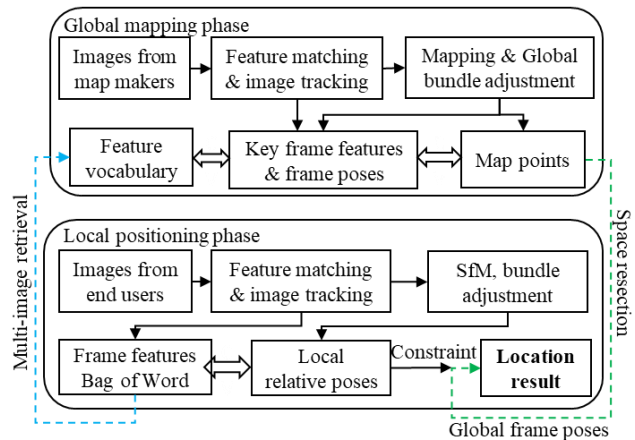 Global mapping phase
Images from
map makers
Feature matching
& image tracking
Mapping & Global
bundle adjustment
Feature
vocabulary
Key frame features
& frame poses
Map points
Multi-image retrieval
Space resection
Local positioning phase
Images from
end users
Feature matching
& image tracking
SfM, bundle
adjustment
Frame features
Bag of Word
Local
relative poses
Constraint
Location
result
Global frame poses